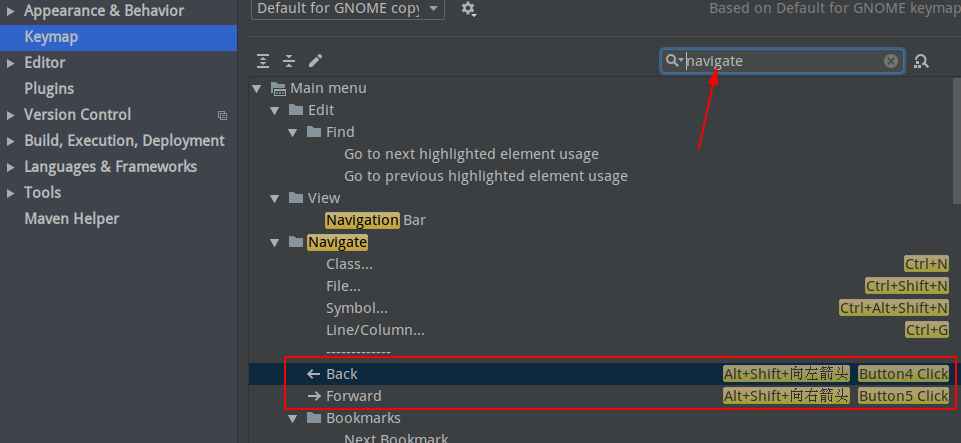 Appearance & Behavior
Keymap
Editor
Plugins
Version Control
Build, Execution, Deployment
Languages & Frameworks
Tools
Maven Helper
Default for GNOME copy
Based on Default for GNOME keymap
navigate
Main menu
Edit
Find
Go to next highlighted element usage
Go to previous highlighted element usage
View
Navigation Bar
Navigate
Class... Ctrl+N
File... Ctrl+Shift+N
Symbol... Ctrl+Alt+Shift+N
Line/Column... Ctrl+G
-------------
Back Alt+Shift+向左箭头 Button4 Click
Forward Alt+Shift+向右箭头 Button5 Click
Bookmarks
Next Bookmark